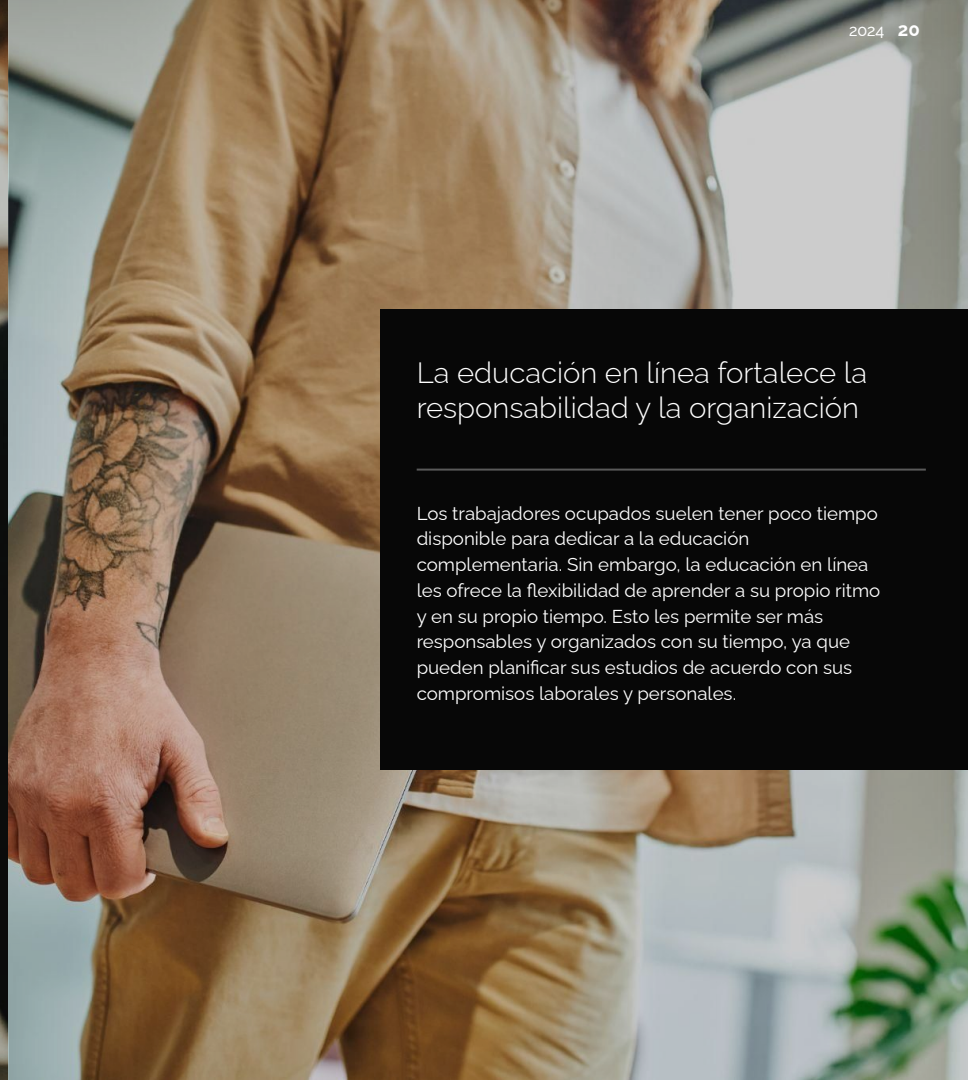 2024 20
La educación en línea fortalece la
responsabilidad y la organización
Los trabajadores ocupados suelen tener poco tiempo
disponible para dedicar a la educación
complementaria. Sin embargo, la educación en línea
les ofrece la flexibilidad de aprender a su propio ritmo
y en su propio tiempo. Esto les permite ser más
responsables y organizados con su tiempo, ya que
pueden planificar sus estudios de acuerdo con sus
compromisos laborales y personales.